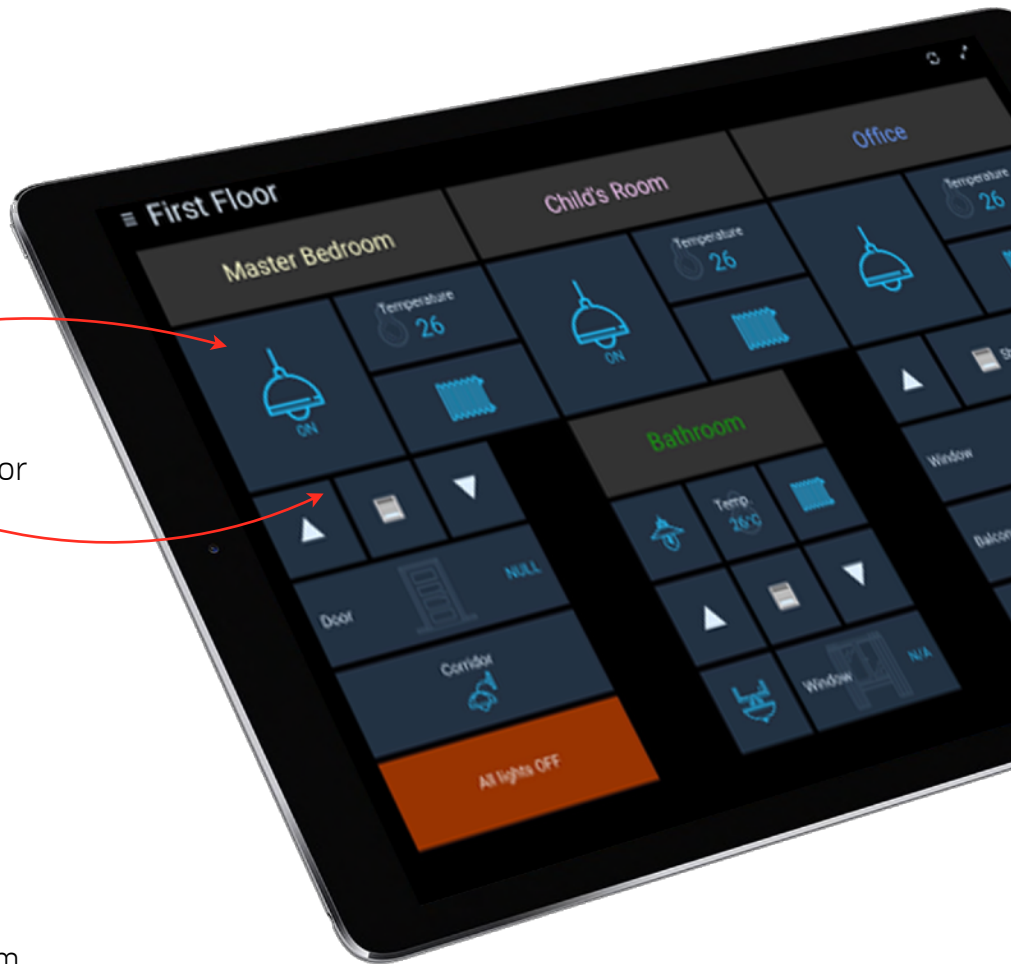 First Floor
Master Bedroom
Child's Room
Office
Temperature
26
Temperature
26
Temperature
26
ON
ON
or
Bathroom
Temp.
26°C
Door
NULL
Window
N/A
Corridor
All lights OFF
Window